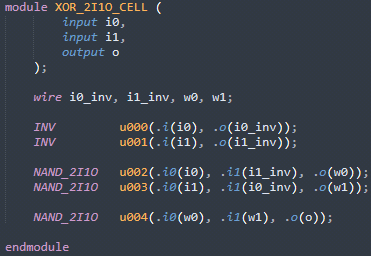 module XOR_2I1O_CELL (
input i0,
input i1,
output o
);
wire i0_inv, i1_inv, w0, w1;
INV u000(.i(i0), .o(i0_inv));
INV u001(.i(i1), .o(i1_inv));
NAND_2I1O u002(.i0(i0), .i1(i1_inv), .o(w0));
NAND_2I1O u003(.i0(i1), .i1(i0_inv), .o(w1));
NAND_2I1O u004(.i0(w0), .i1(w1), .o(o));
endmodule